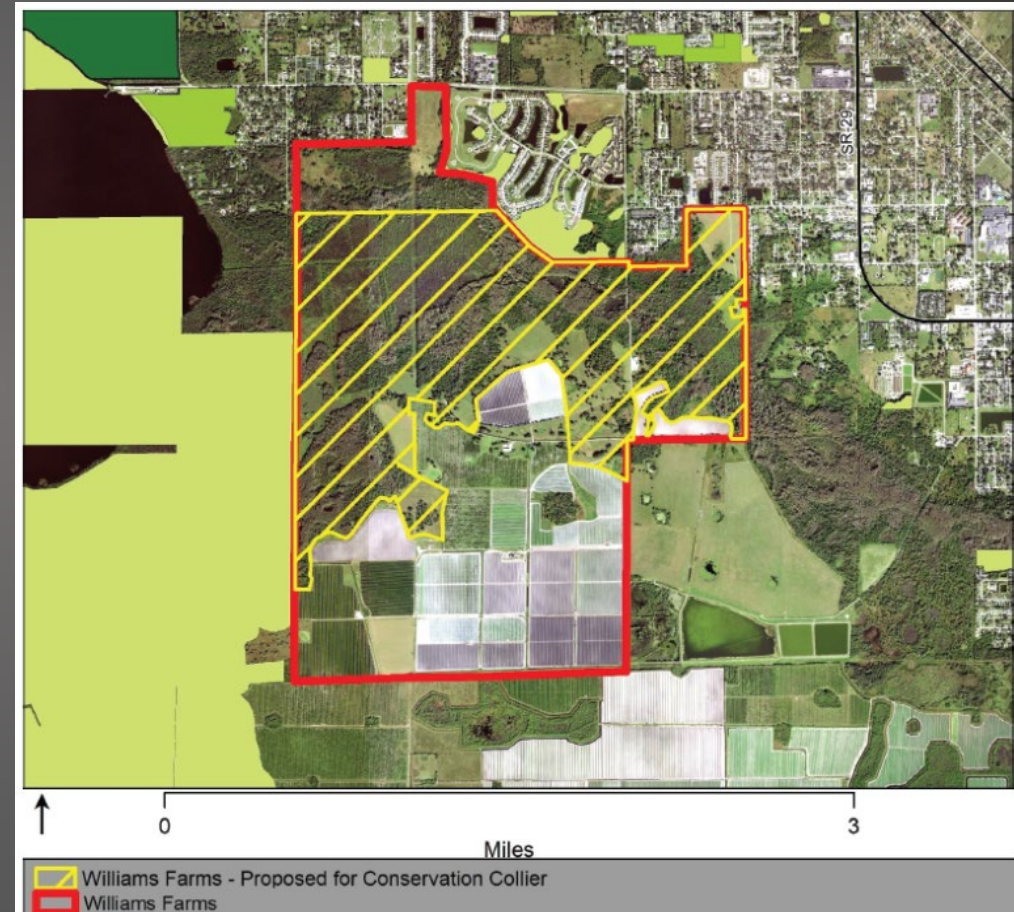 SR 29
0
3
Miles
Williams Farms - Proposed for Conservation Collier
Williams Farms